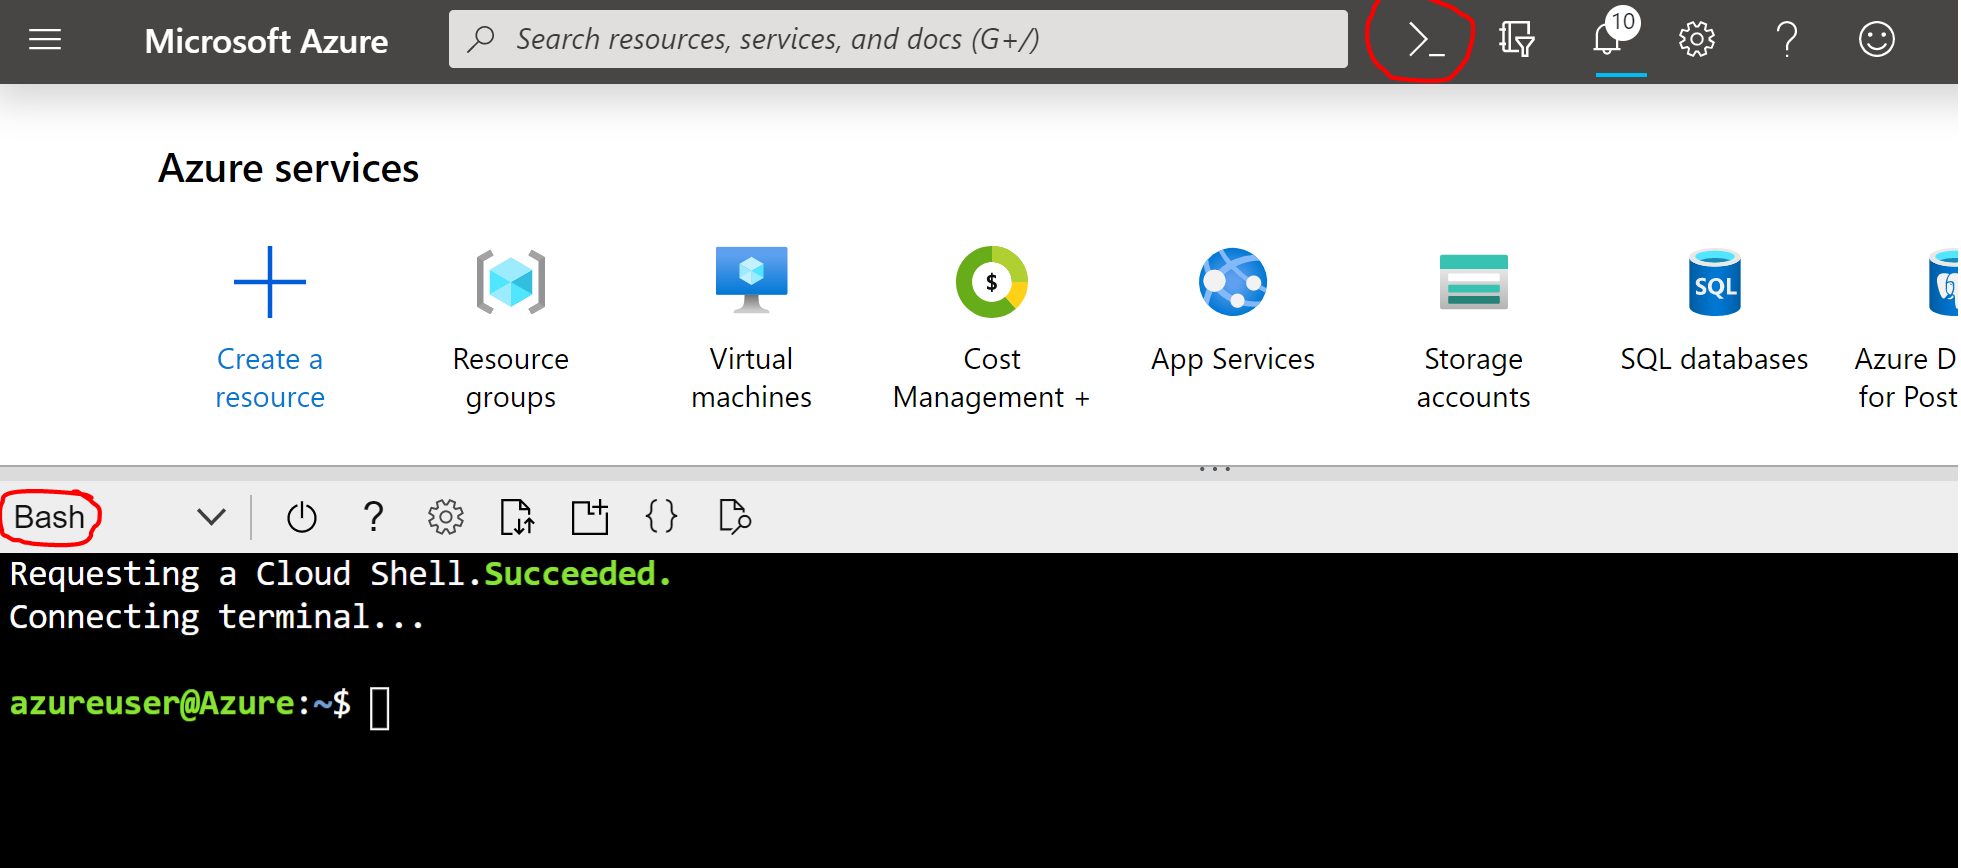 Microsoft Azure
Search resources, services, and docs (G+/)
>_
10
?
Azure services
$
SQL
Create a
resource
Resource
groups
Virtual
machines
Cost
Management +
App Services
Storage
accounts
SQL databases
Azure D
for Post
Bash
?
{}
Requesting a Cloud Shell.Succeeded.
Connecting terminal...
azureuser@Azure:~$